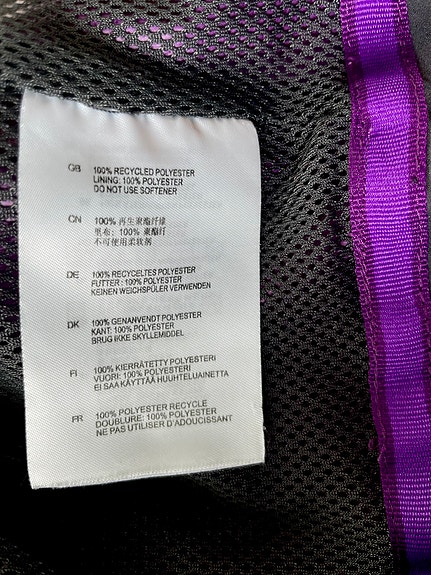 GB 100% RECYCLED POLYESTER
LINING: 100% POLYESTER
DO NOT USE SOFTENER
CN 100% 再生聚酯纤维
里布: 100% 聚酯纤
不可使用柔软剂
DE 100% RECYCELTES POLYESTER
FUTTER: 100% POLYESTER
KEINEN WEICHSPÜLER VERWENDEN
DK 100% GENANVENDT POLYESTER
KANT: 100% POLYESTER
BRUG IKKE SKYLLEMIDDEL
FI 100% KIERRÄTETTY POLYESTERI
VUORI: 100% POLYESTERI
EI SAA KÄYTTÄÄ HUUHTELUAINETTA
FR 100% POLYESTER RECYCLE
DOUBLURE: 100% POLYESTER
NE PAS UTILISER D'ADOUCISSANT